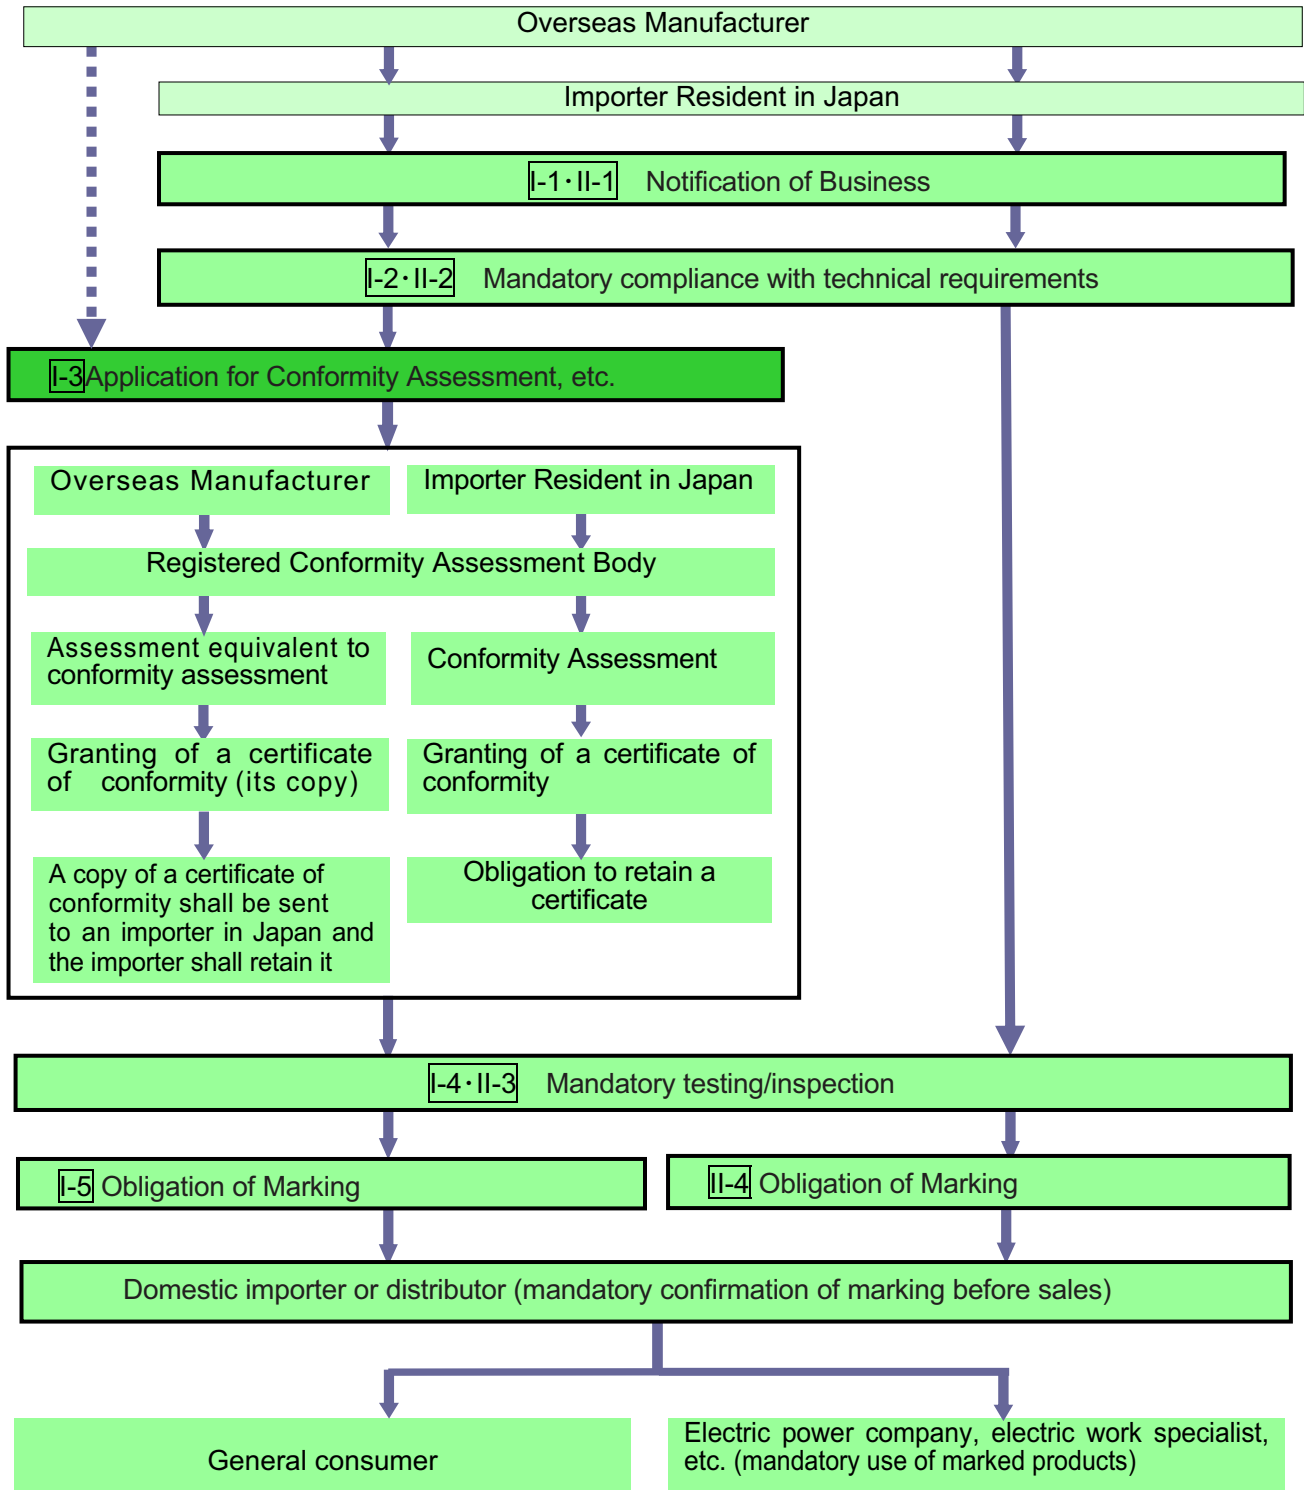 Overseas Manufacturer
Importer Resident in Japan
I-1・II-1 Notification of Business
I-2・II-2 Mandatory compliance with technical requirements
I-3 Application for Conformity Assessment, etc.
Overseas Manufacturer
Importer Resident in Japan
Registered Conformity Assessment Body
Assessment equivalent to
conformity assessment
Conformity Assessment
Granting of a certificate
of conformity (its copy)
Granting of a certificate of
conformity
A copy of a certificate of
conformity shall be sent
to an importer in Japan and
the importer shall retain it
Obligation to retain a
certificate
I-4・II-3 Mandatory testing/inspection
I-5 Obligation of Marking
II-4 Obligation of Marking
Domestic importer or distributor (mandatory confirmation of marking before sales)
General consumer
Electric power company, electric work specialist,
etc. (mandatory use of marked products)